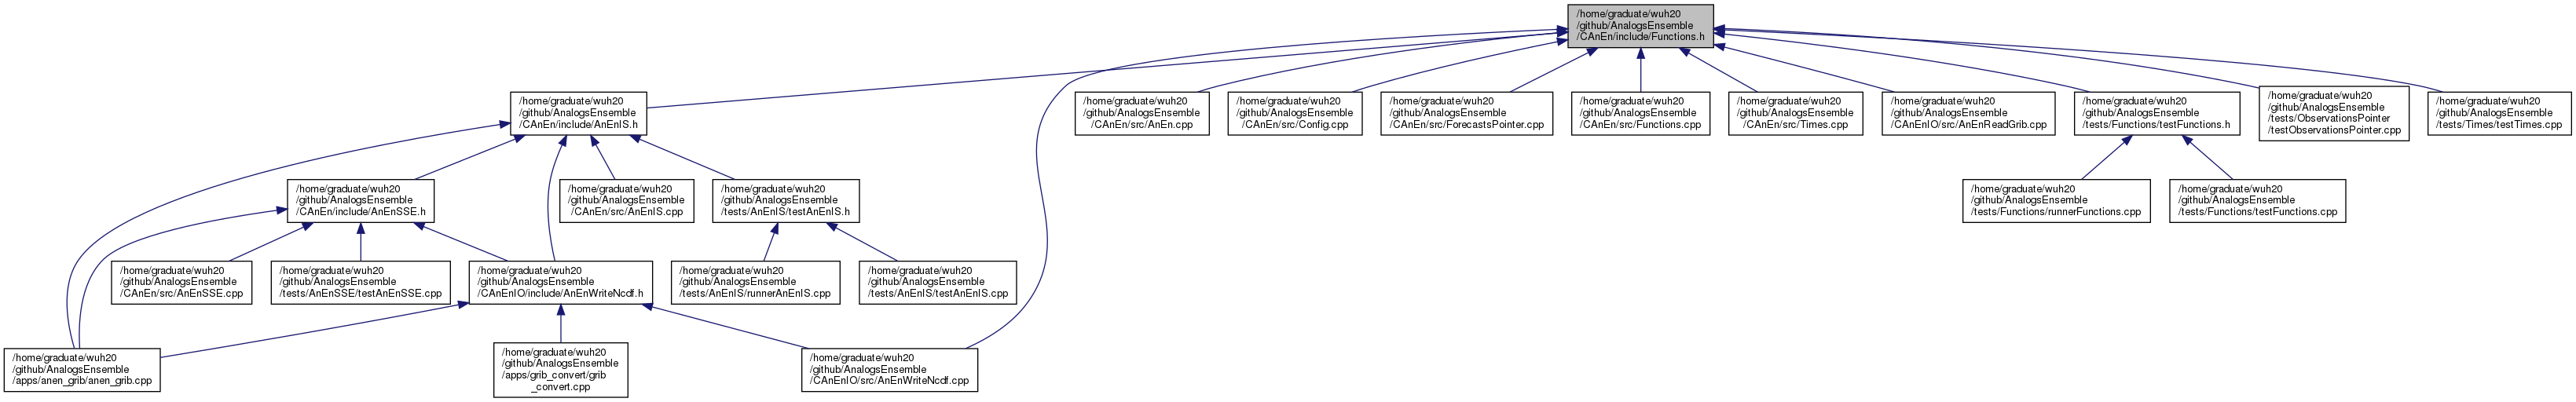 /home/graduate/wuh20
/github/AnalogsEnsemble
/CAnEn/include/Functions.h
/home/graduate/wuh20
/github/AnalogsEnsemble
/CAnEn/include/AnEnIS.h
/home/graduate/wuh20
/github/AnalogsEnsemble
/CAnEn/src/AnEn.cpp
/home/graduate/wuh20
/github/AnalogsEnsemble
/CAnEn/src/Config.cpp
/home/graduate/wuh20
/github/AnalogsEnsemble
/CAnEn/src/ForecastsPointer.cpp
/home/graduate/wuh20
/github/AnalogsEnsemble
/CAnEn/src/Functions.cpp
/home/graduate/wuh20
/github/AnalogsEnsemble
/CAnEn/src/Times.cpp
/home/graduate/wuh20
/github/AnalogsEnsemble
/CAnEnIO/src/AnEnReadGrib.cpp
/home/graduate/wuh20
/github/AnalogsEnsemble
/tests/Functions/testFunctions.h
/home/graduate/wuh20
/github/AnalogsEnsemble
/tests/ObservationsPointer
/testObservationsPointer.cpp
/home/graduate/wuh20
/github/AnalogsEnsemble
/tests/Times/testTimes.cpp
/home/graduate/wuh20
/github/AnalogsEnsemble
/CAnEn/include/AnEnSSE.h
/home/graduate/wuh20
/github/AnalogsEnsemble
/CAnEn/src/AnEnIS.cpp
/home/graduate/wuh20
/github/AnalogsEnsemble
/tests/AnEnIS/testAnEnIS.h
/home/graduate/wuh20
/github/AnalogsEnsemble
/tests/Functions/runnerFunctions.cpp
/home/graduate/wuh20
/github/AnalogsEnsemble
/tests/Functions/testFunctions.cpp
/home/graduate/wuh20
/github/AnalogsEnsemble
/CAnEn/src/AnEnSSE.cpp
/home/graduate/wuh20
/github/AnalogsEnsemble
/tests/AnEnSSE/testAnEnSSE.cpp
/home/graduate/wuh20
/github/AnalogsEnsemble
/CAnEnIO/include/AnEnWriteNcdf.h
/home/graduate/wuh20
/github/AnalogsEnsemble
/tests/AnEnIS/runnerAnEnIS.cpp
/home/graduate/wuh20
/github/AnalogsEnsemble
/tests/AnEnIS/testAnEnIS.cpp
/home/graduate/wuh20
/github/AnalogsEnsemble
/apps/anen_grib/anen_grib.cpp
/home/graduate/wuh20
/github/AnalogsEnsemble
/apps/grib_convert/grib
_convert.cpp
/home/graduate/wuh20
/github/AnalogsEnsemble
/CAnEnIO/src/AnEnWriteNcdf.cpp